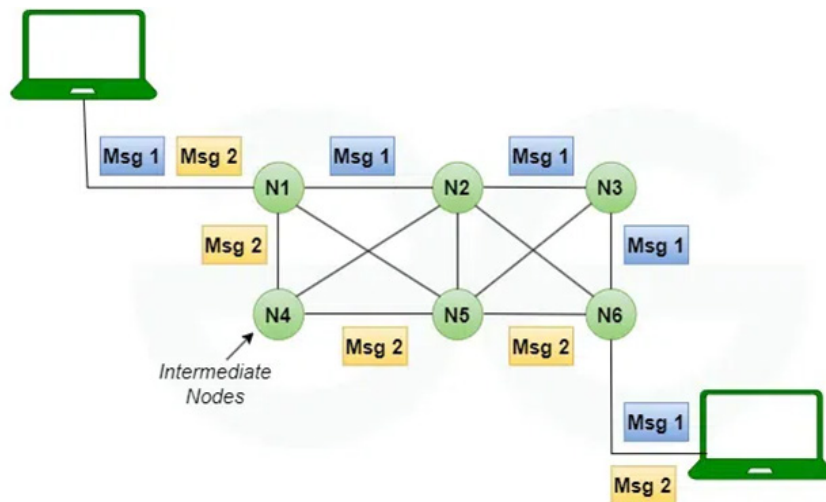 Msg 1
Msg 2
Msg 1
Msg 1
N1
N2
N3
Msg 2
Msg 1
N4
N5
N6
Msg 2
Msg 2
Intermediate
Nodes
Msg 1
Msg 2